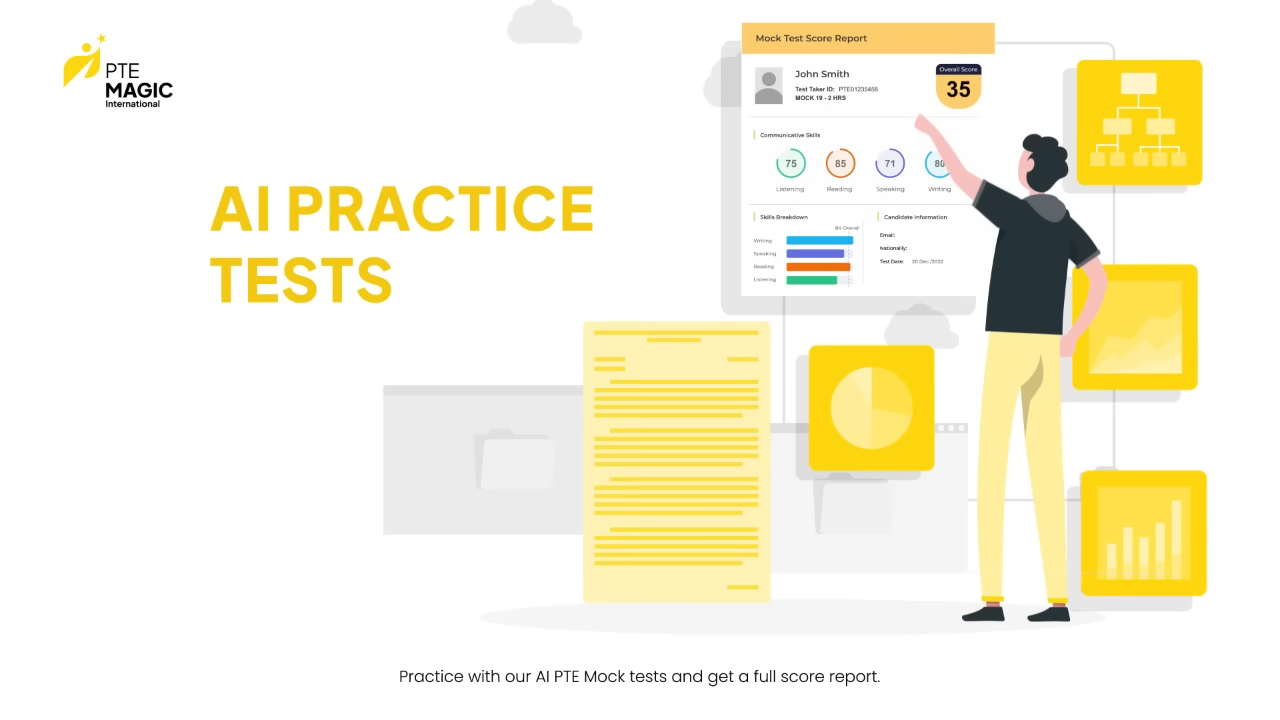 PTE
MAGIC
International
AI PRACTICE
TESTS
Mock Test Score Report
John Smith
Test Taker ID: PTE01235458
MOCK 19 - 2 HRS
Overall Score
35
Communicative Skills
75
85
71
80
Listening
Reading
Speaking
Writing
Skills Breakdown
84 Overall
Writing
Speaking
Reading
Listening
Candidate Information
Email:
Nationally:
Test Date: 20 Dec /2022
Practice with our AI PTE Mock tests and get a full score report.